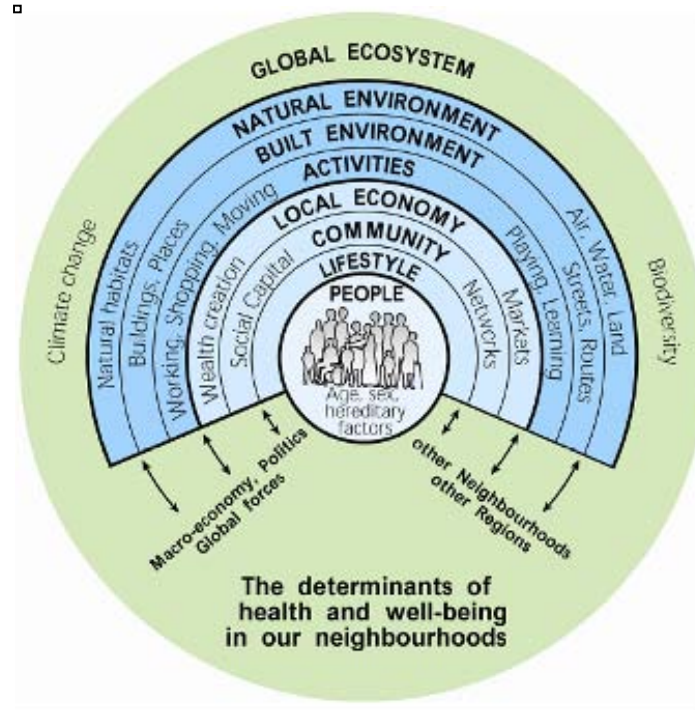 GLOBAL ECOSYSTEM
NATURAL ENVIRONMENT
BUILT ENVIRONMENT
ACTIVITIES
LOCAL ECONOMY
COMMUNITY
LIFESTYLE
PEOPLE
Age, sex,
hereditary
factors
Climate change
Natural habitats
Buildings, Places
Working, Shopping, Moving
Wealth creation
Social Capital
Networks
Markets
Playing, Learning
Streets, Routes
Air, Water, Land
Biodiversity
Macro-economy, Politics
Global forces
other Neighbourhoods
other Regions
The determinants of
health and well-being
in our neighbourhoods